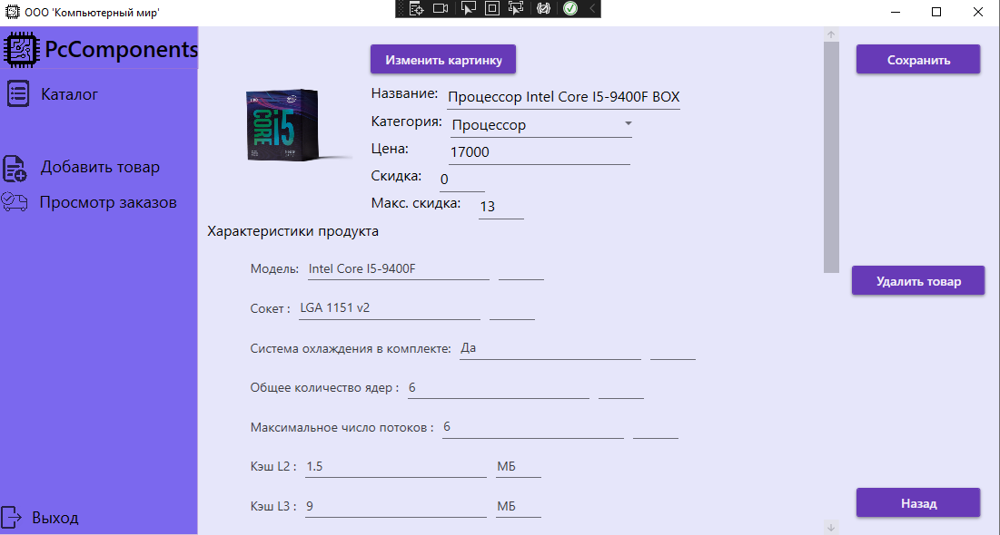 ООО 'Компьютерный мир'
PcComponents
Каталог
Добавить товар
Просмотр заказов
Выход
Изменить картинку
Название: Процессор Intel Core I5-9400F BOX
Категория: Процессор
Цена: 17000
Скидка: 0
Макс. скидка: 13
CORE i5
Характеристики продукта
Модель: Intel Core I5-9400F
Сокет : LGA 1151 v2
Система охлаждения в комплекте: Да
Общее количество ядер : 6
Максимальное число потоков : 6
Кэш L2 : 1.5 МБ
Кэш L3 : 9 МБ
Сохранить
Удалить товар
Назад